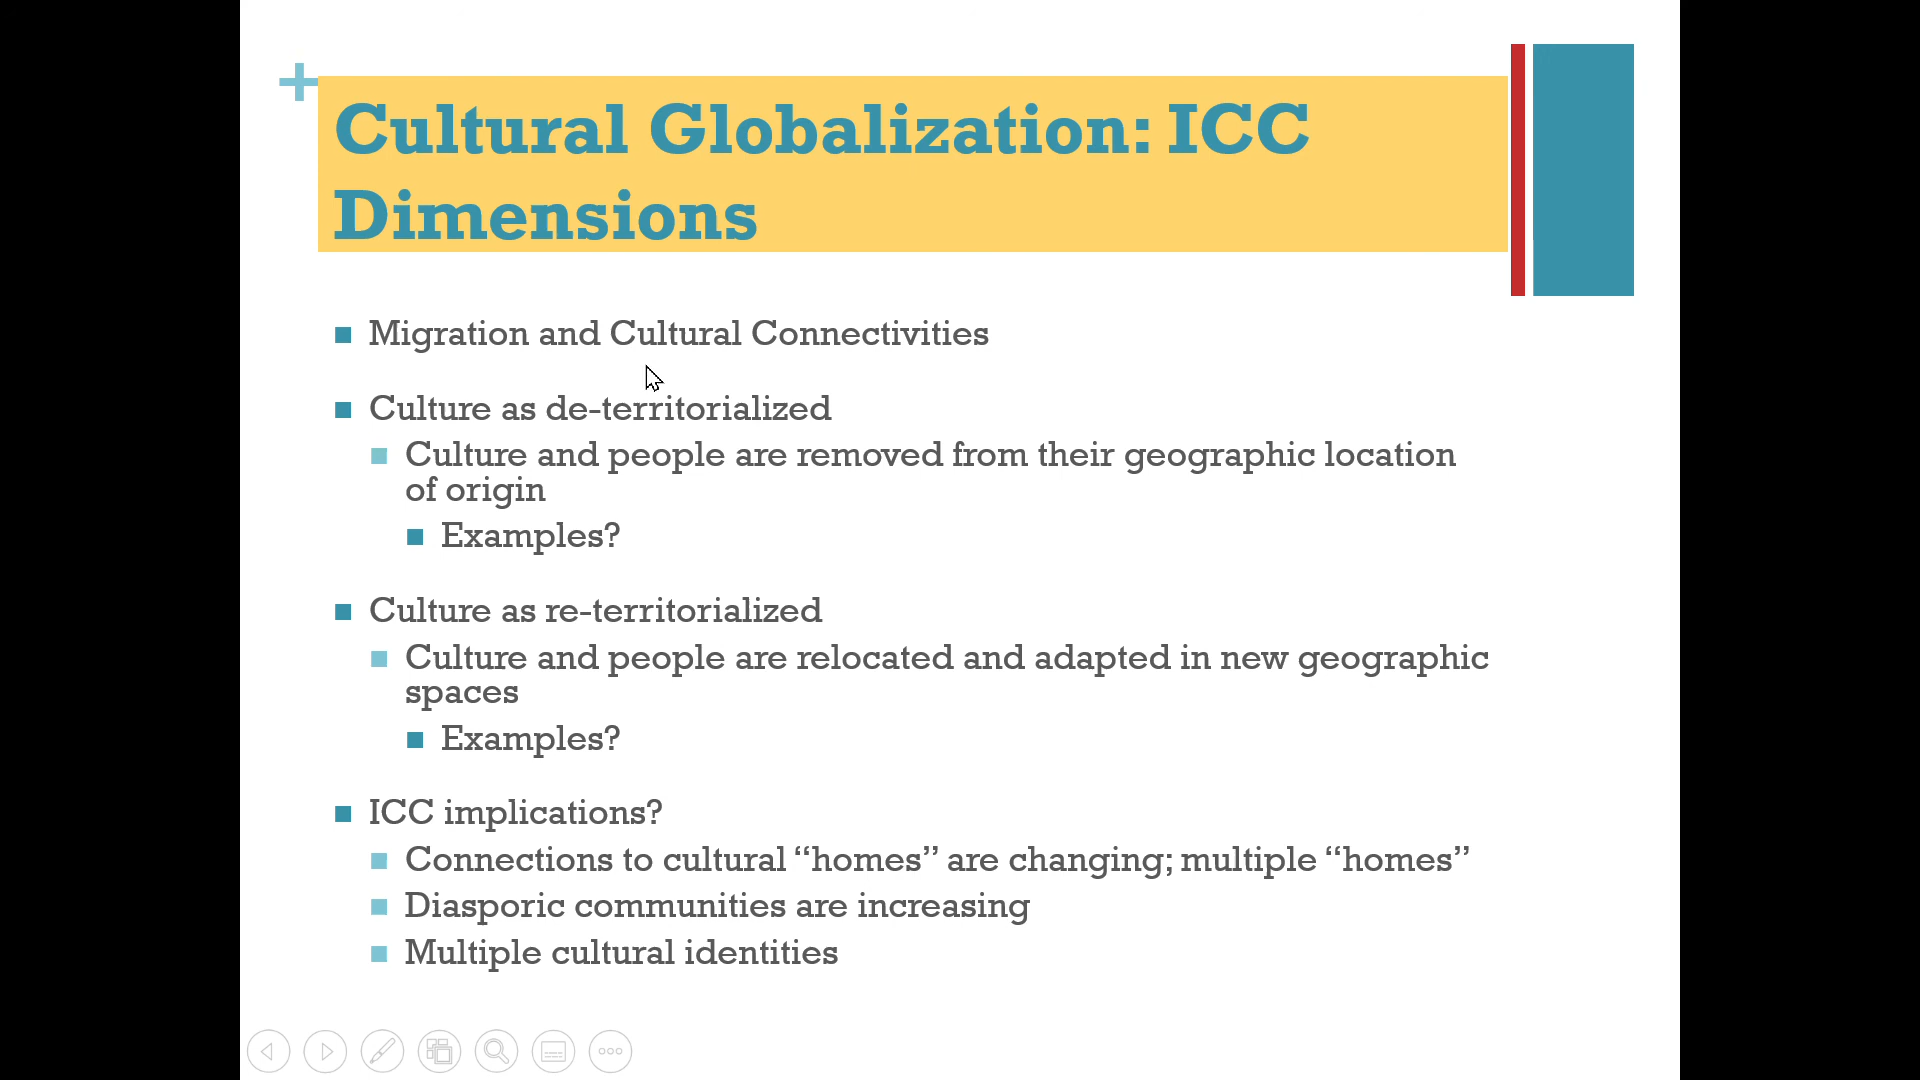 Cultural Globalization: ICC
Dimensions
Migration and Cultural Connectivities
Culture as de-territorialized
Culture and people are removed from their geographic location
of origin
Examples?
Culture as re-territorialized
Culture and people are relocated and adapted in new geographic
spaces
Examples?
ICC implications?
Connections to cultural “homes” are changing; multiple “homes”
Diasporic communities are increasing
Multiple cultural identities